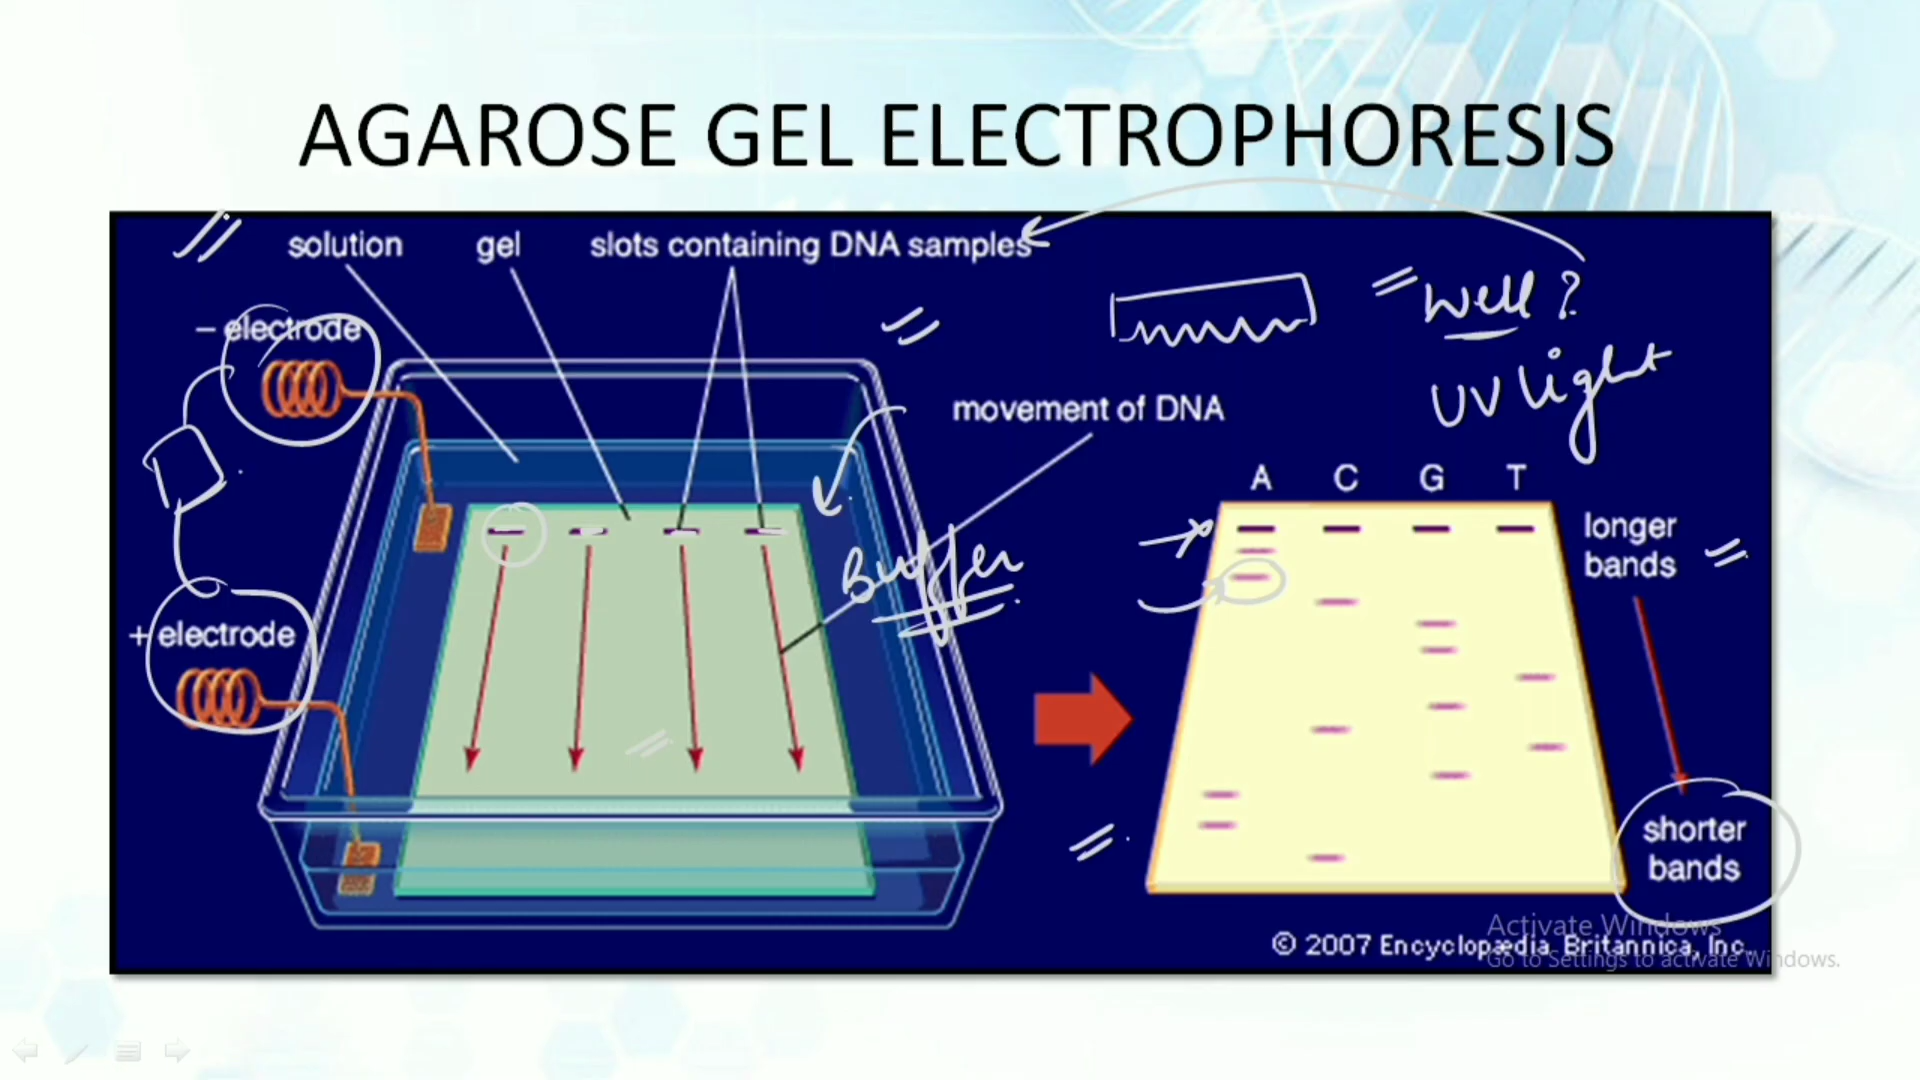 AGAROSE GEL ELECTROPHORESIS
solution gel slots containing DNA samples
– electrode
Well?
UV light
movement of DNA
A C G T
longer
bands
Buffer
+ electrode
shorter
bands
Activate Windows
© 2007 Encyclopædia Britannica, Inc.
Go to Settings to activate Windows.